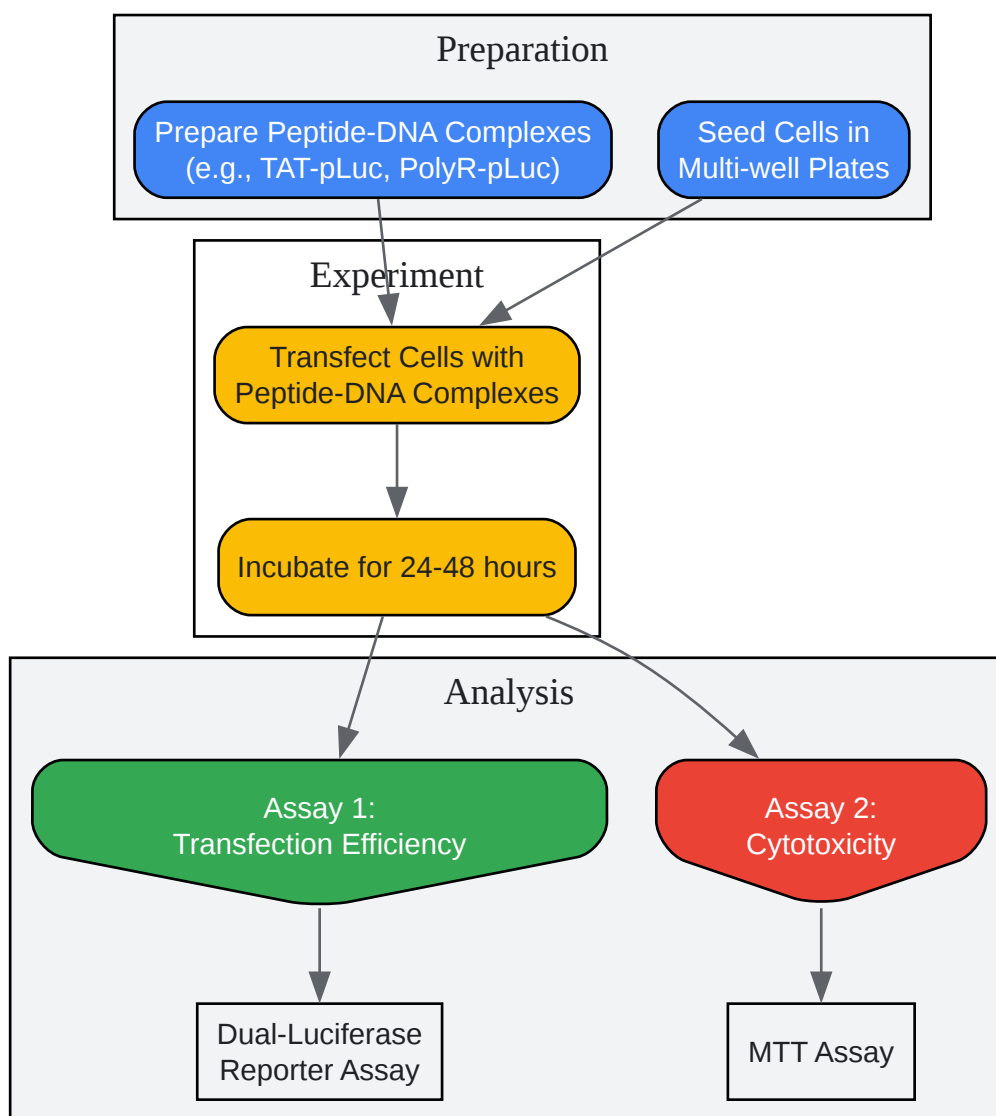 Preparation
Prepare Peptide-DNA Complexes
(e.g., TAT-pLuc, PolyR-pLuc)
Seed Cells in
Multi-well Plates
Experiment
Transfect Cells with
Peptide-DNA Complexes
Incubate for 24-48 hours
Analysis
Assay 1:
Transfection Efficiency
Assay 2:
Cytotoxicity
Dual-Luciferase
Reporter Assay
MTT Assay